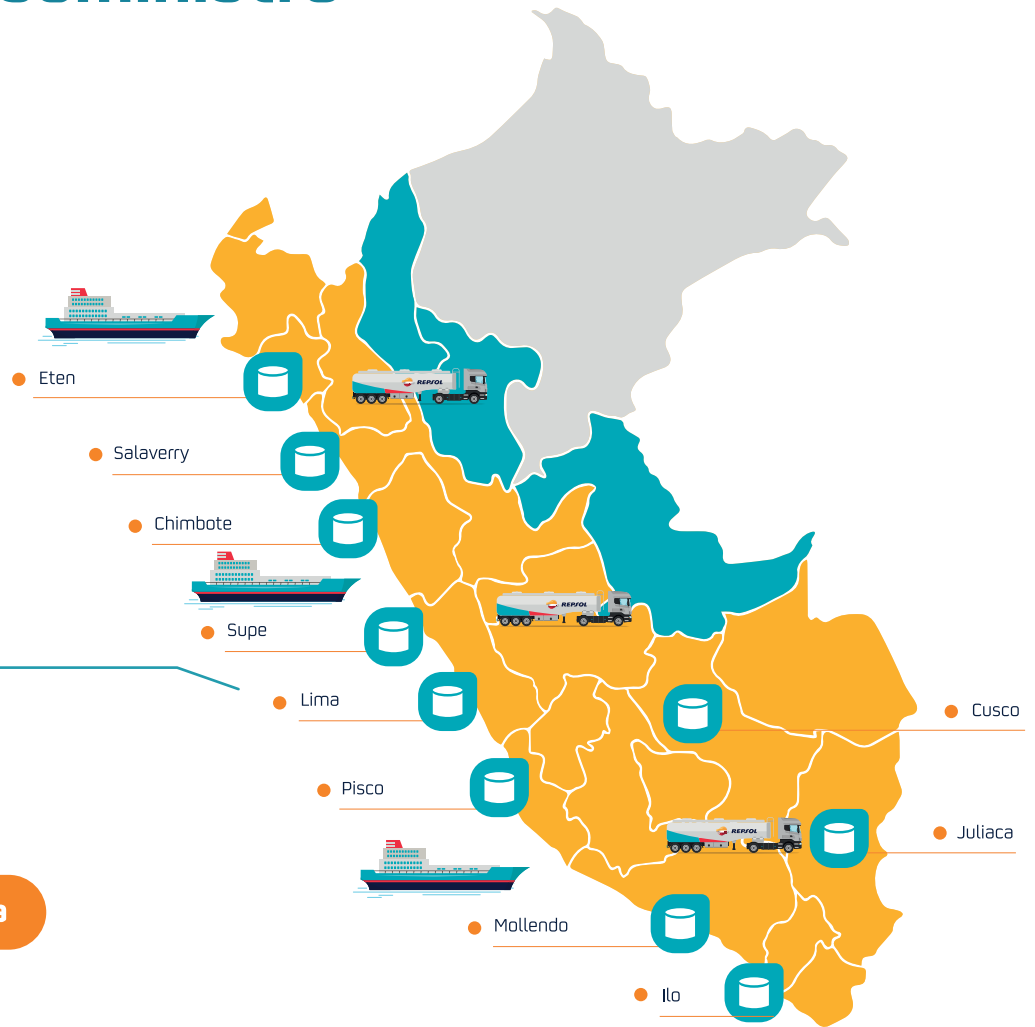 REPSOL
Eten
Salaverry
Chimbote
REPSOL
Supe
Lima
Cusco
Pisco
REPSOL
Juliaca
Mollendo
Ilo